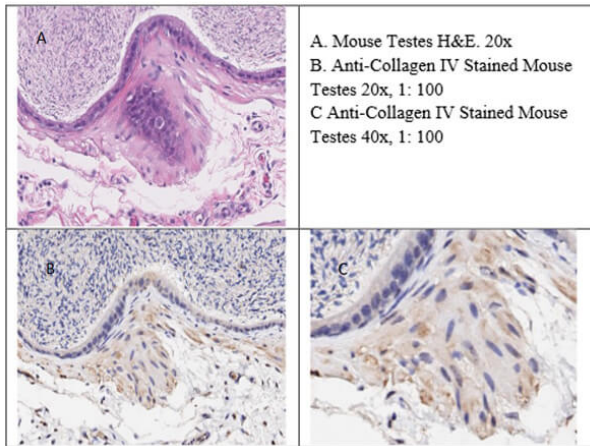 A
A. Mouse Testes H&E. 20x
B. Anti-Collagen IV Stained Mouse
Testes 20x, 1: 100
C Anti-Collagen IV Stained Mouse
Testes 40x, 1: 100
B
C